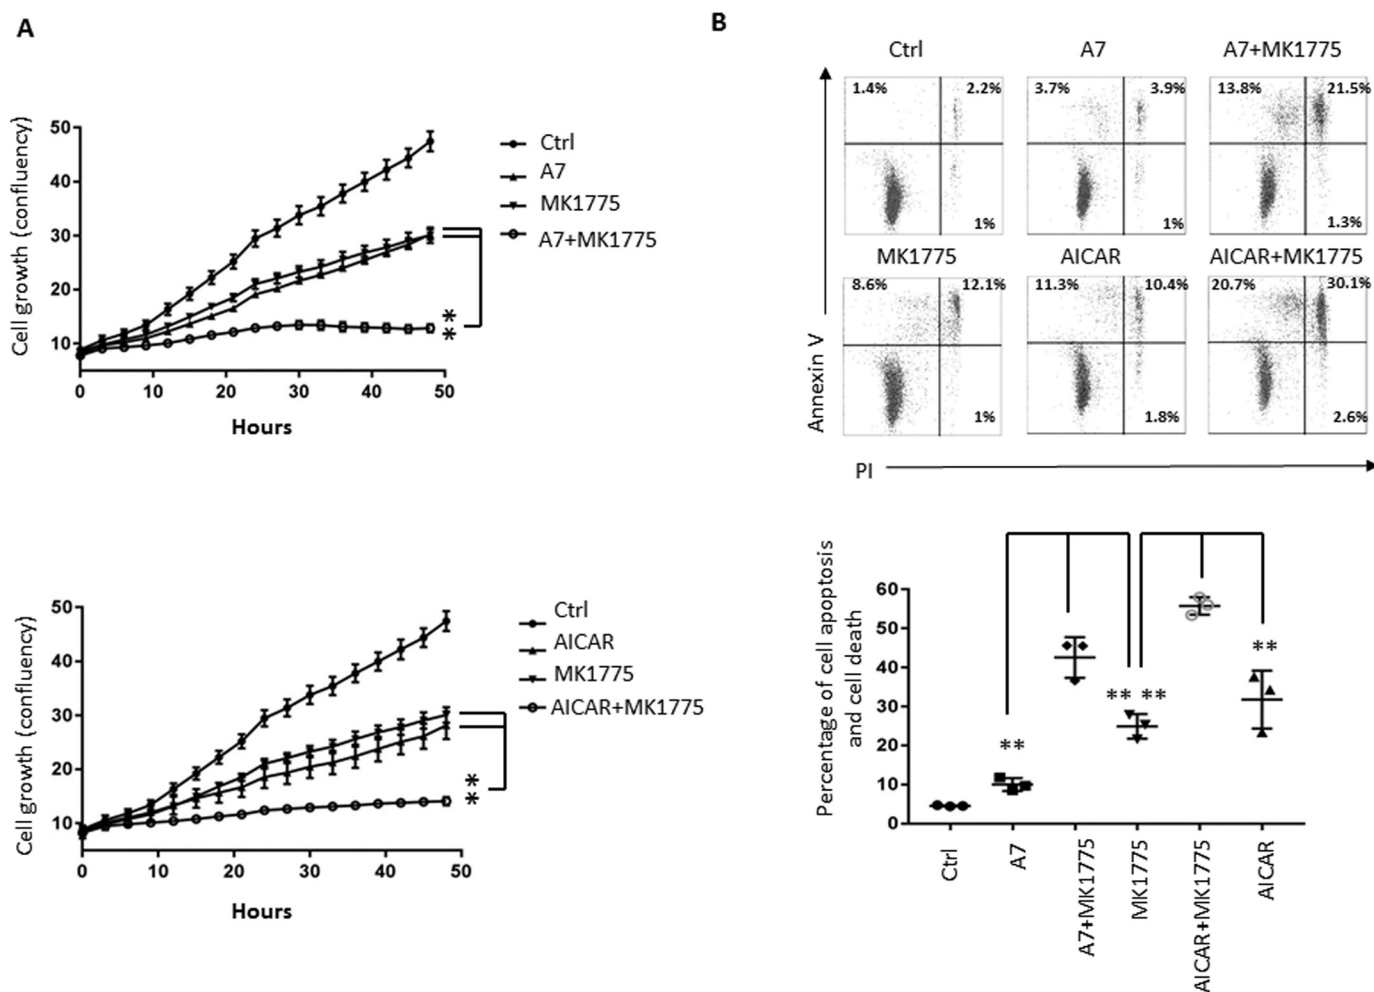 A
Cell growth (confluency)
50
40
30
20
10
0 10 20 30 40 50
Hours
Ctrl
A7
MK1775
A7+MK1775
**
Cell growth (confluency)
50
40
30
20
10
0 10 20 30 40 50
Hours
Ctrl
AICAR
MK1775
AICAR+MK1775
**
B
Ctrl A7 A7+MK1775
1.4% 2.2% 3.7% 3.9% 13.8% 21.5%
1% 1% 1.3%
MK1775 AICAR AICAR+MK1775
8.6% 12.1% 11.3% 10.4% 20.7% 30.1%
1% 1.8% 2.6%
Annexin V
PI
Percentage of cell apoptosis
and cell death
60
50
40
30
20
10
0
**
** **
**
Ctrl
A7
A7+MK1775
MK1775
AICAR+MK1775
AICAR